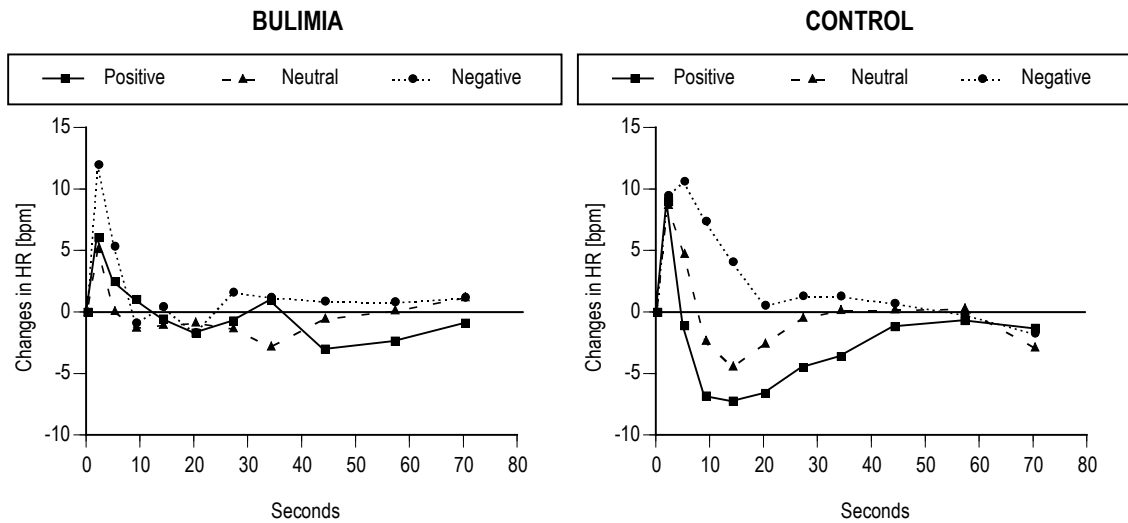 BULIMIA
Positive Neutral Negative
Changes in HR [bpm]
15
10
5
0
-5
-10
0 10 20 30 40 50 60 70 80
Seconds
CONTROL
Positive Neutral Negative
Changes in HR [bpm]
15
10
5
0
-5
-10
0 10 20 30 40 50 60 70 80
Seconds